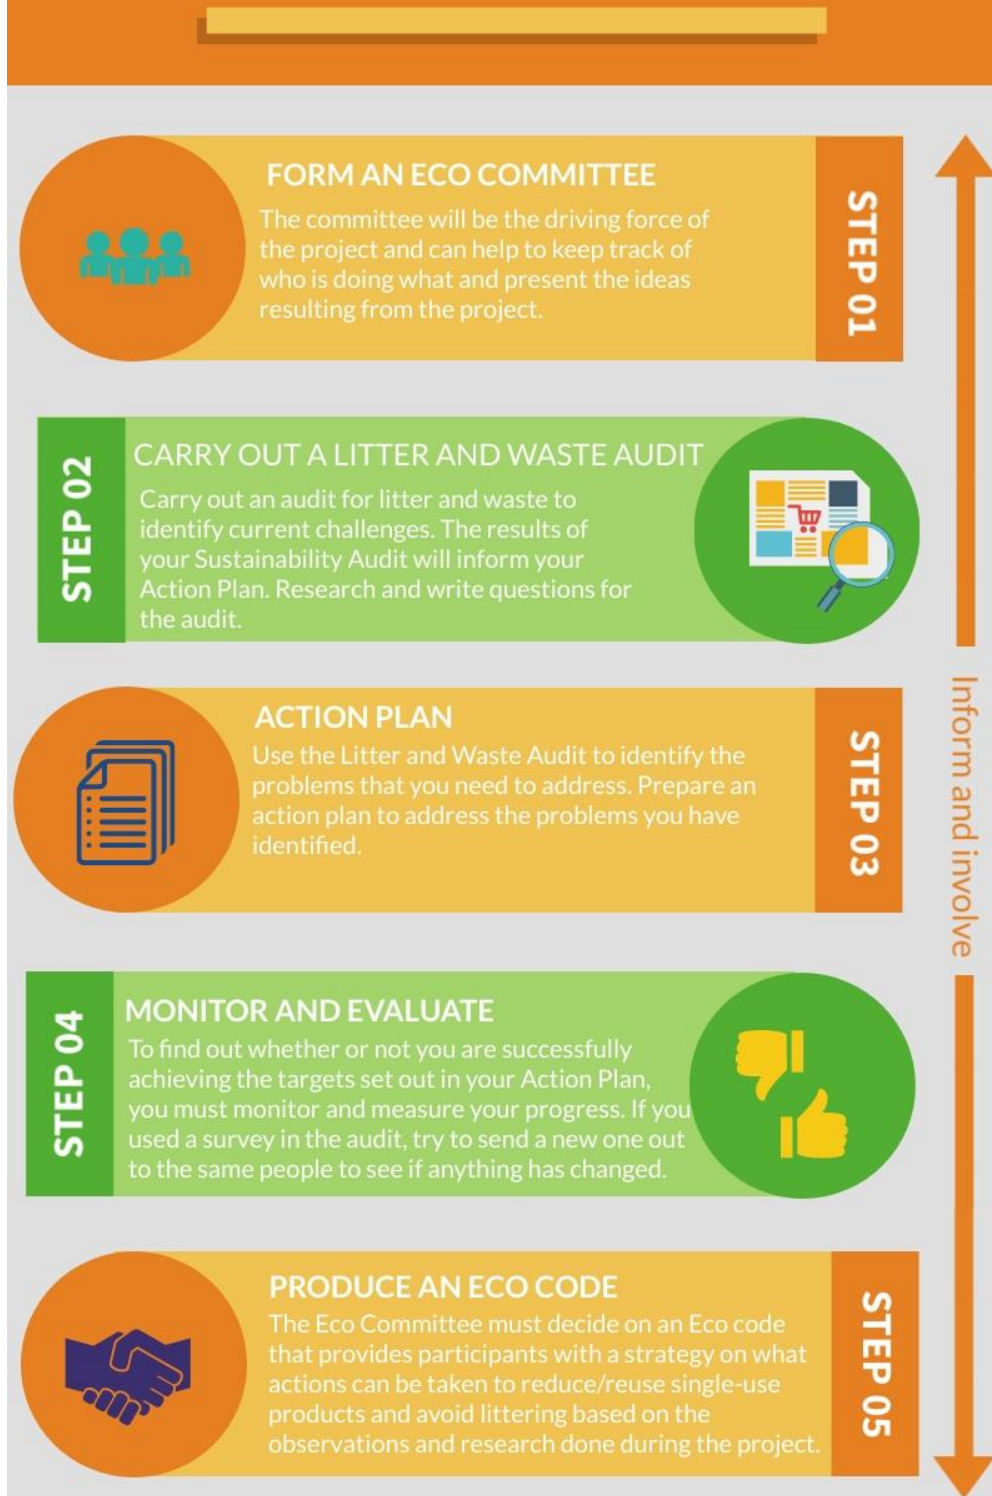 FORM AN ECO COMMITTEE
The committee will be the driving force of
the project and can help to keep track of
who is doing what and present the ideas
resulting from the project.
STEP 01
STEP 02
CARRY OUT A LITTER AND WASTE AUDIT
Carry out an audit for litter and waste to
identify current challenges. The results of
your Sustainability Audit will inform your
Action Plan. Research and write questions for
the audit.
ACTION PLAN
Use the Litter and Waste Audit to identify the
problems that you need to address. Prepare an
action plan to address the problems you have
identified.
STEP 03
Inform and involve
STEP 04
MONITOR AND EVALUATE
To find out whether or not you are successfully
achieving the targets set out in your Action Plan,
you must monitor and measure your progress. If you
used a survey in the audit, try to send a new one out
to the same people to see if anything has changed.
PRODUCE AN ECO CODE
The Eco Committee must decide on an Eco code
that provides participants with a strategy on what
actions can be taken to reduce/reuse single-use
products and avoid littering based on the
observations and research done during the project.
STEP 05